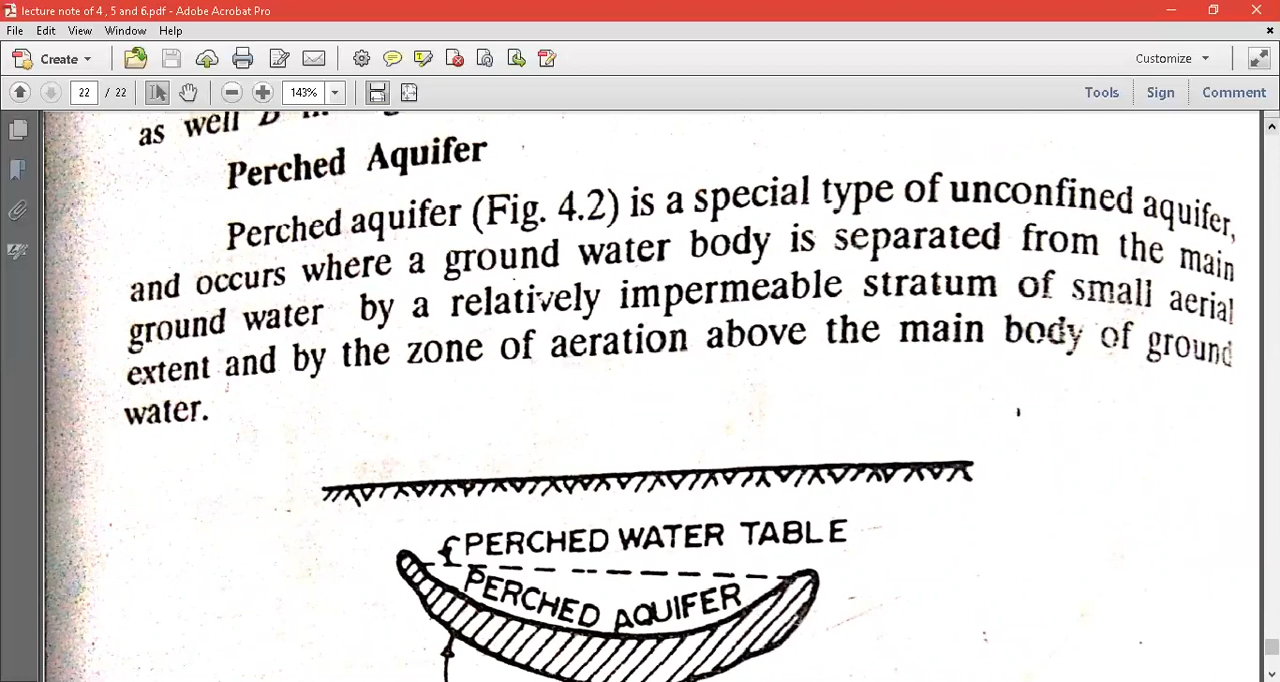 lecture note of 4 , 5 and 6.pdf - Adobe Acrobat Pro
File Edit View Window Help
Create Customize
22 / 22 143% Tools Sign Comment
as well B
Perched Aquifer
Perched aquifer (Fig. 4.2) is a special type of unconfined aquifer,
and occurs where a ground water body is separated from the main
ground water by a relatively impermeable stratum of small aerial
extent and by the zone of aeration above the main body of ground
water.
PERCHED WATER TABLE
PERCHED AQUIFER